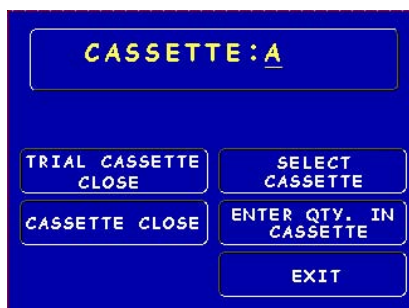 CASSETTE:A
TRIAL CASSETTE
CLOSE
SELECT
CASSETTE
CASSETTE CLOSE
ENTER QTY. IN
CASSETTE
EXIT